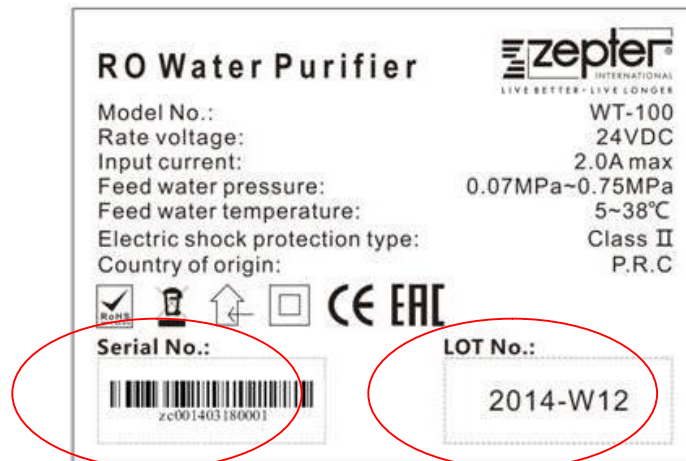 RO Water Purifier
zepter
INTERNATIONAL
LIVE BETTER • LIVE LONGER
Model No.: WT-100
Rate voltage: 24VDC
Input current: 2.0A max
Feed water pressure: 0.07MPa~0.75MPa
Feed water temperature: 5~38℃
Electric shock protection type: Class II
Country of origin: P.R.C
RoHS
CE EAC
Serial No.: LOT No.:
zc001403180001 2014-W12